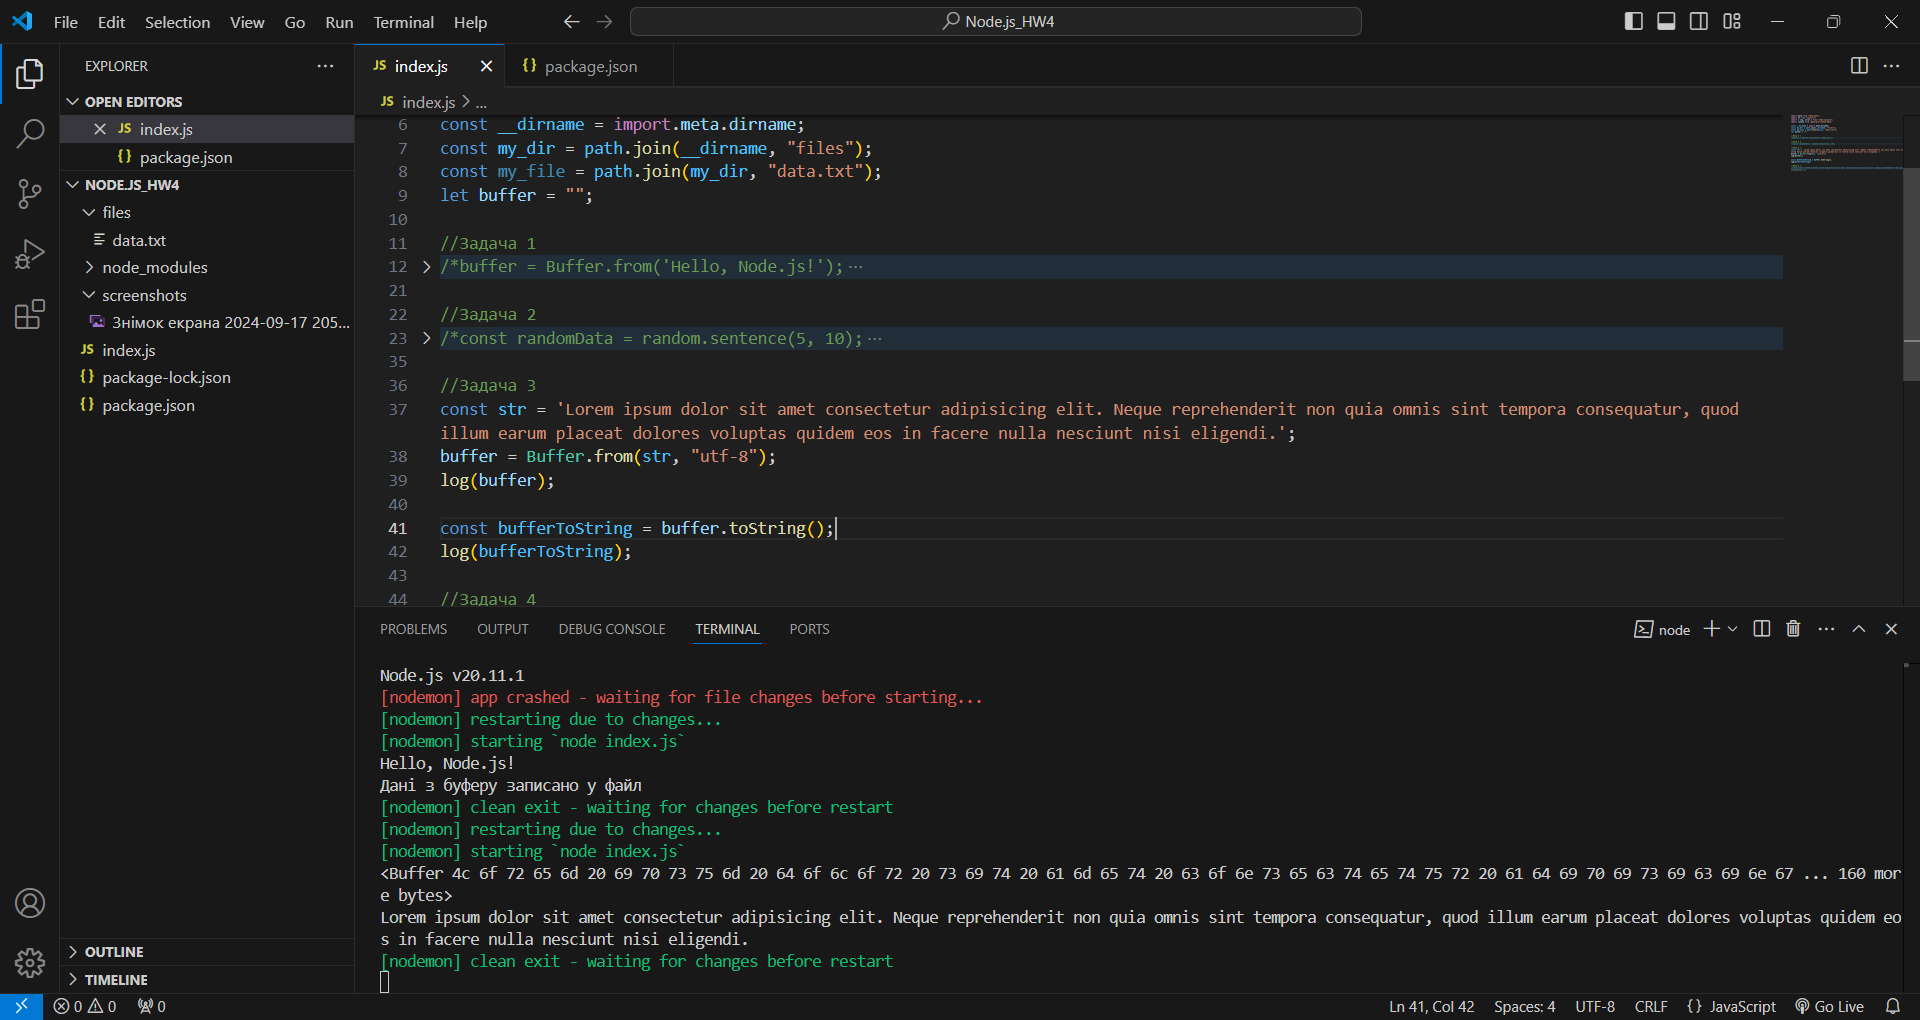 File Edit Selection View Go Run Terminal Help
Node.js_HW4
EXPLORER
OPEN EDITORS
JS index.js
{} package.json
NODE.JS_HW4
files
data.txt
node_modules
screenshots
Знімок екрана 2024-09-17 205...
JS index.js
{} package-lock.json
{} package.json
OUTLINE
TIMELINE
JS index.js
{} package.json
JS index.js > ...
6 const __dirname = import.meta.dirname;
7 const my_dir = path.join(__dirname, "files");
8 const my_file = path.join(my_dir, "data.txt");
9 let buffer = "";
10
11 //Задача 1
12 /*buffer = Buffer.from('Hello, Node.js!'); ...
21
22 //Задача 2
23 /*const randomData = random.sentence(5, 10); ...
35
36 //Задача 3
37 const str = 'Lorem ipsum dolor sit amet consectetur adipisicing elit. Neque reprehenderit non quia omnis sint tempora consequatur, quod
illum earum placeat dolores voluptas quidem eos in facere nulla nesciunt nisi eligendi.';
38 buffer = Buffer.from(str, "utf-8");
39 log(buffer);
40
41 const bufferToString = buffer.toString();
42 log(bufferToString);
43
44 //Задача 4
PROBLEMS OUTPUT DEBUG CONSOLE TERMINAL PORTS
node
Node.js v20.11.1
[nodemon] app crashed - waiting for file changes before starting...
[nodemon] restarting due to changes...
[nodemon] starting `node index.js`
Hello, Node.js!
Дані з буферу записано у файл
[nodemon] clean exit - waiting for changes before restart
[nodemon] restarting due to changes...
[nodemon] starting `node index.js`
<Buffer 4c 6f 72 65 6d 20 69 70 73 75 6d 20 64 6f 6c 6f 72 20 73 69 74 20 61 6d 65 74 20 63 6f 6e 73 65 63 74 65 74 75 72 20 61 64 69 70 69 73 69 63 69 6e 67 ... 160 mor
e bytes>
Lorem ipsum dolor sit amet consectetur adipisicing elit. Neque reprehenderit non quia omnis sint tempora consequatur, quod illum earum placeat dolores voluptas quidem eo
s in facere nulla nesciunt nisi eligendi.
[nodemon] clean exit - waiting for changes before restart
0 0 0
Ln 41, Col 42 Spaces: 4 UTF-8 CRLF {} JavaScript Go Live